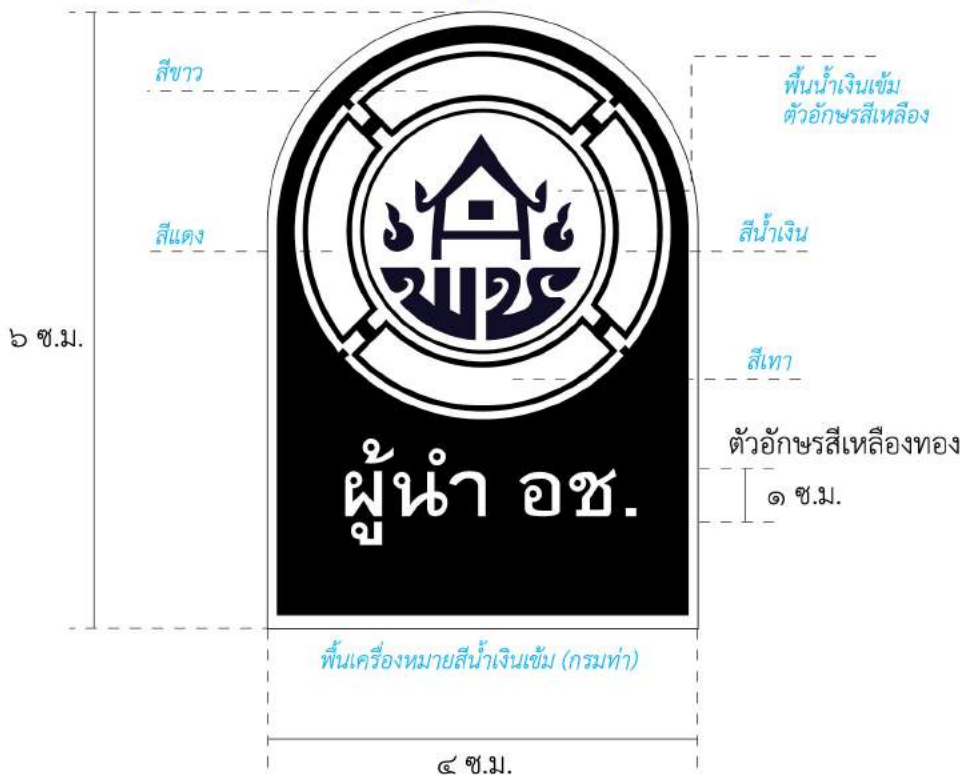 สีขาว
พื้นน้ำเงินเข้ม
ตัวอักษรสีเหลือง
สีแดง
สีน้ำเงิน
พช
๖ ซ.ม.
สีเทา
ตัวอักษรสีเหลืองทอง
ผู้นำ อช.
๑ ซ.ม.
พื้นเครื่องหมายสีน้ำเงินเข้ม (กรมท่า)
๔ ซ.ม.